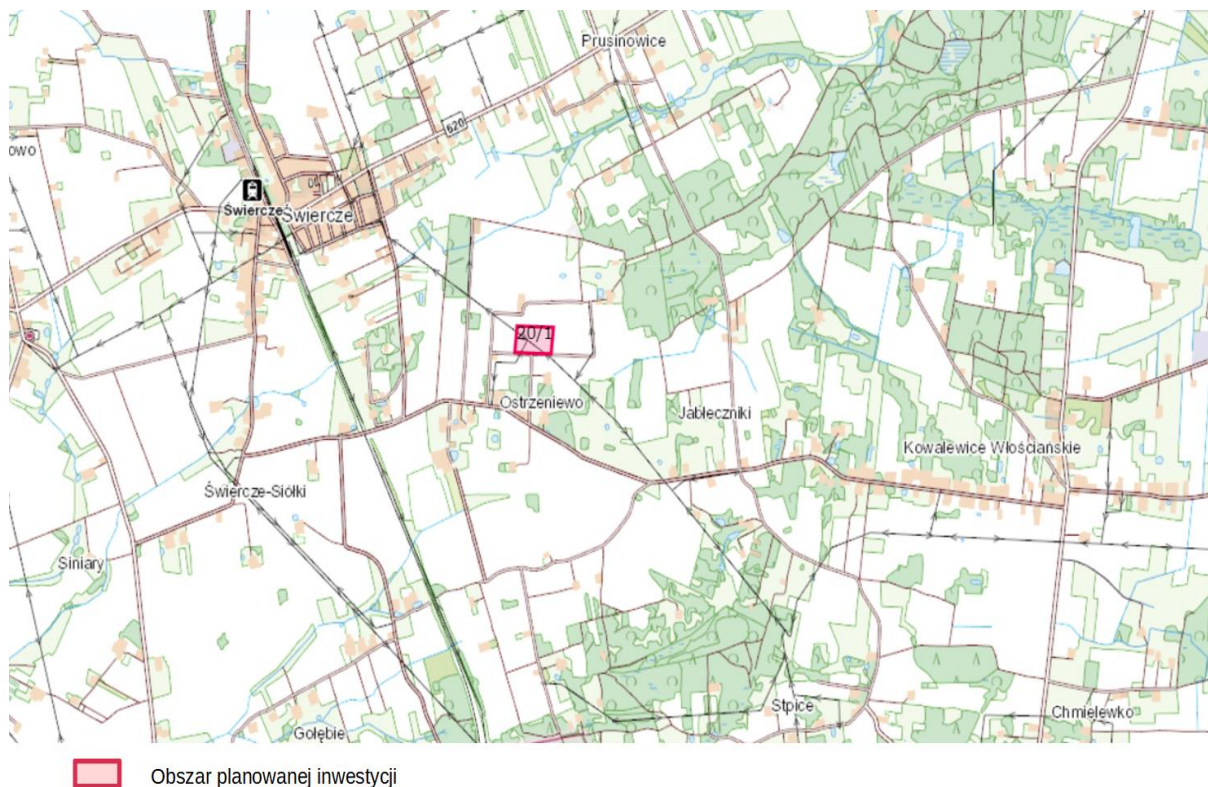 Prusinowice
620
owo
Świercze
Świercze
20/1
Ostrzeniewo
Jabłeczniki
Kowalewice Włościańskie
Świercze-Siółki
Siniary
Stpice
Chmielewko
Gołębie
Obszar planowanej inwestycji